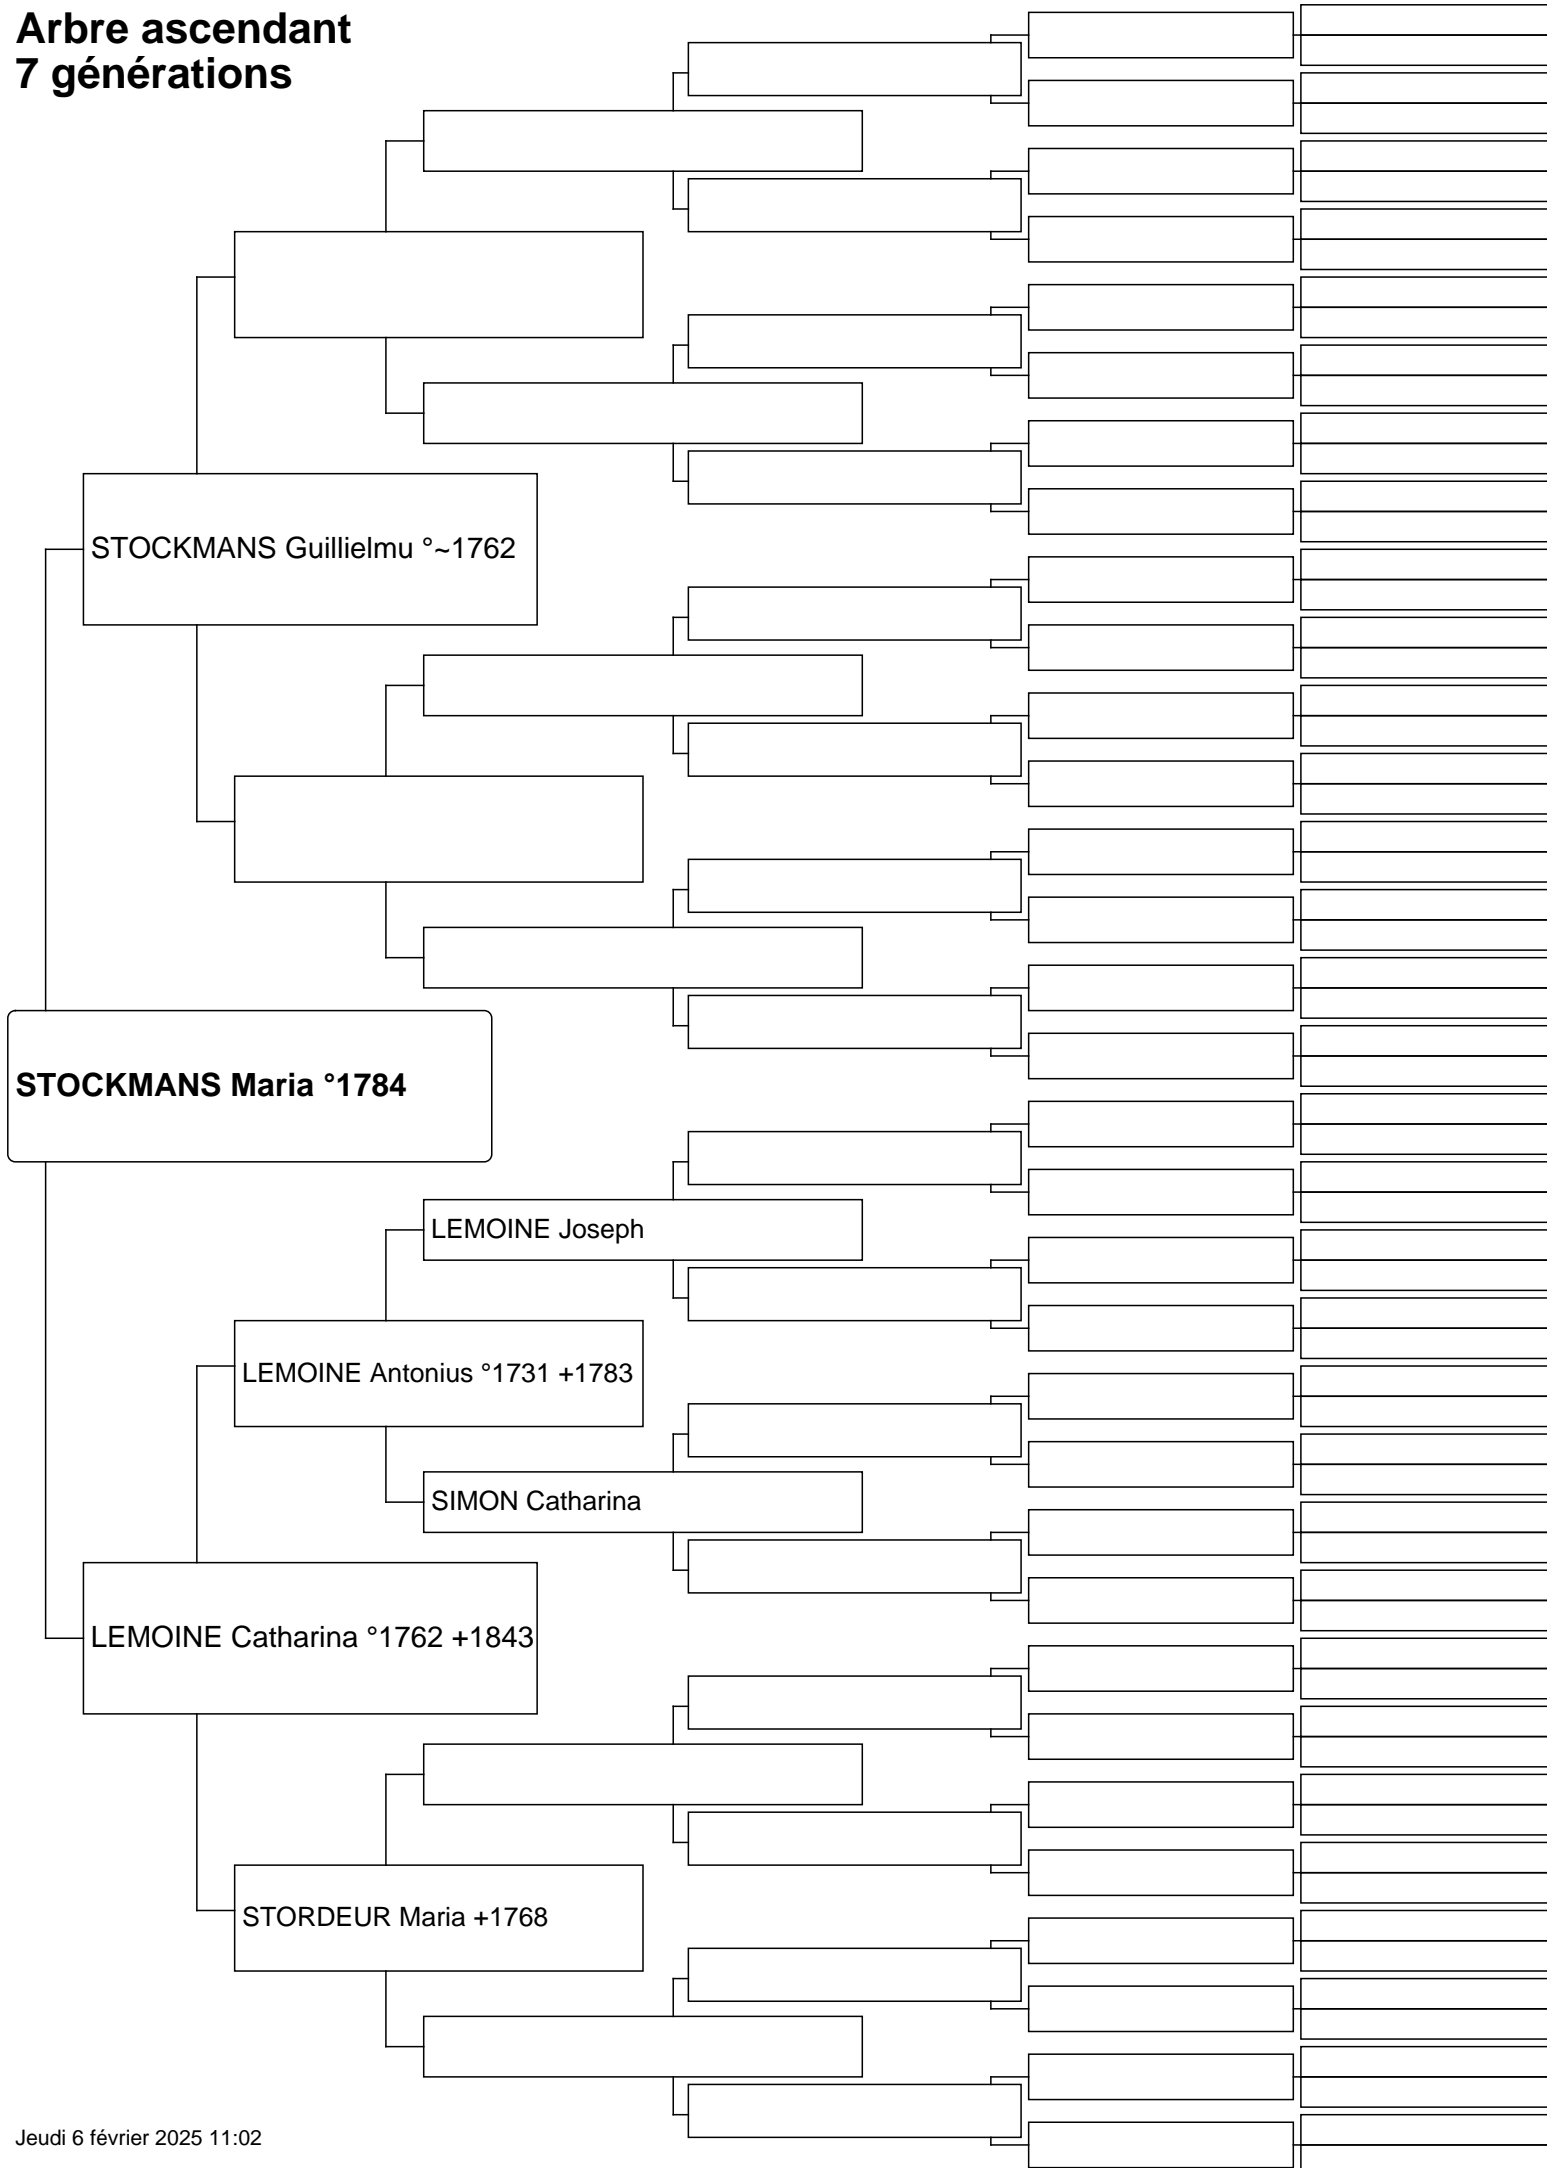 Arbre ascendant
7 générations
STOCKMANS Guillielmu °~1762
STOCKMANS Maria °1784
LEMOINE Joseph
LEMOINE Antonius °1731 +1783
SIMON Catharina
LEMOINE Catharina °1762 +1843
STORDEUR Maria +1768
Jeudi 6 février 2025 11:02